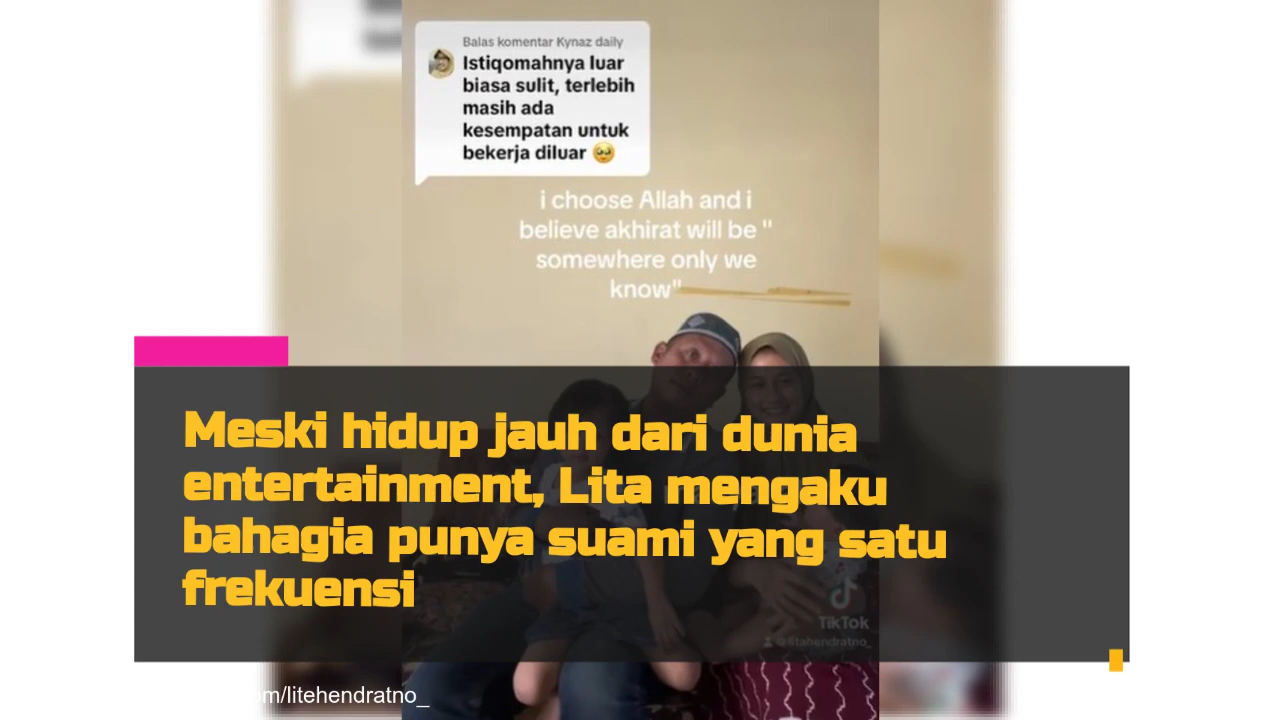 Balas komentar Kynaz daily
Istiqomahnya luar
biasa sulit, terlebih
masih ada
kesempatan untuk
bekerja diluar 🥹
i choose Allah and i
believe akhirat will be "
somewhere only we
know"
Meski hidup jauh dari dunia
entertainment, Lita mengaku
bahagia punya suami yang satu
frekuensi
TikTok
@litahendratno_
om/litehendratno_